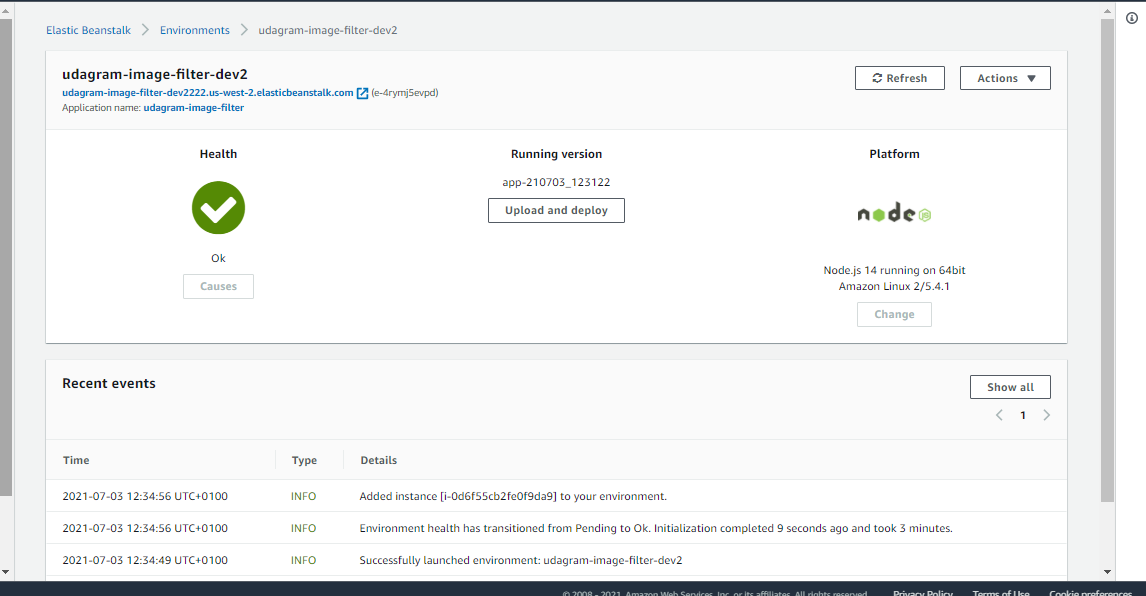 Elastic Beanstalk > Environments > udagram-image-filter-dev2
udagram-image-filter-dev2
udagram-image-filter-dev2222.us-west-2.elasticbeanstalk.com (e-4rymj5evpd)
Application name: udagram-image-filter
Refresh
Actions
Health
Ok
Causes
Running version
app-210703_123122
Upload and deploy
Platform
node JS
Node.js 14 running on 64bit
Amazon Linux 2/5.4.1
Change
Recent events
Show all
< 1 >
Time Type Details
2021-07-03 12:34:56 UTC+0100 INFO Added instance [i-0d6f55cb2fe0f9da9] to your environment.
2021-07-03 12:34:56 UTC+0100 INFO Environment health has transitioned from Pending to Ok. Initialization completed 9 seconds ago and took 3 minutes.
2021-07-03 12:34:49 UTC+0100 INFO Successfully launched environment: udagram-image-filter-dev2
© 2008 - 2021, Amazon Web Services, Inc. or its affiliates. All rights reserved. Privacy Policy Terms of Use Cookie preferences